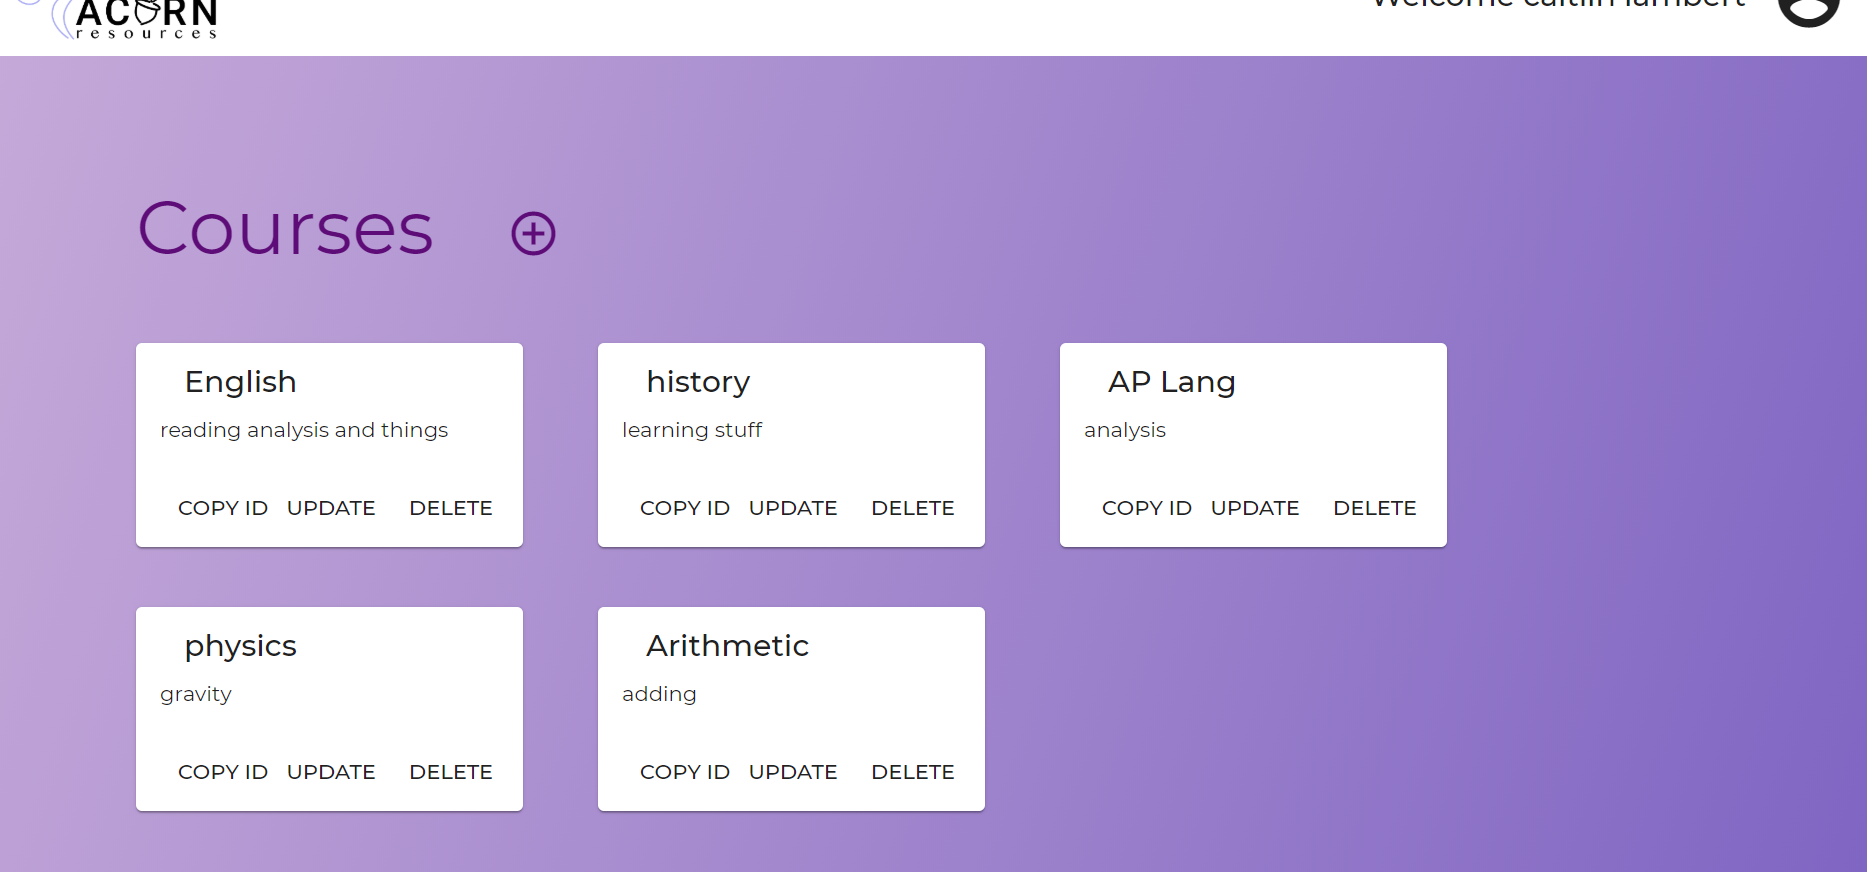 ACORN
resources
Welcome caitlin lambert
Courses
English
reading analysis and things
COPY ID UPDATE DELETE
history
learning stuff
COPY ID UPDATE DELETE
AP Lang
analysis
COPY ID UPDATE DELETE
physics
gravity
COPY ID UPDATE DELETE
Arithmetic
adding
COPY ID UPDATE DELETE